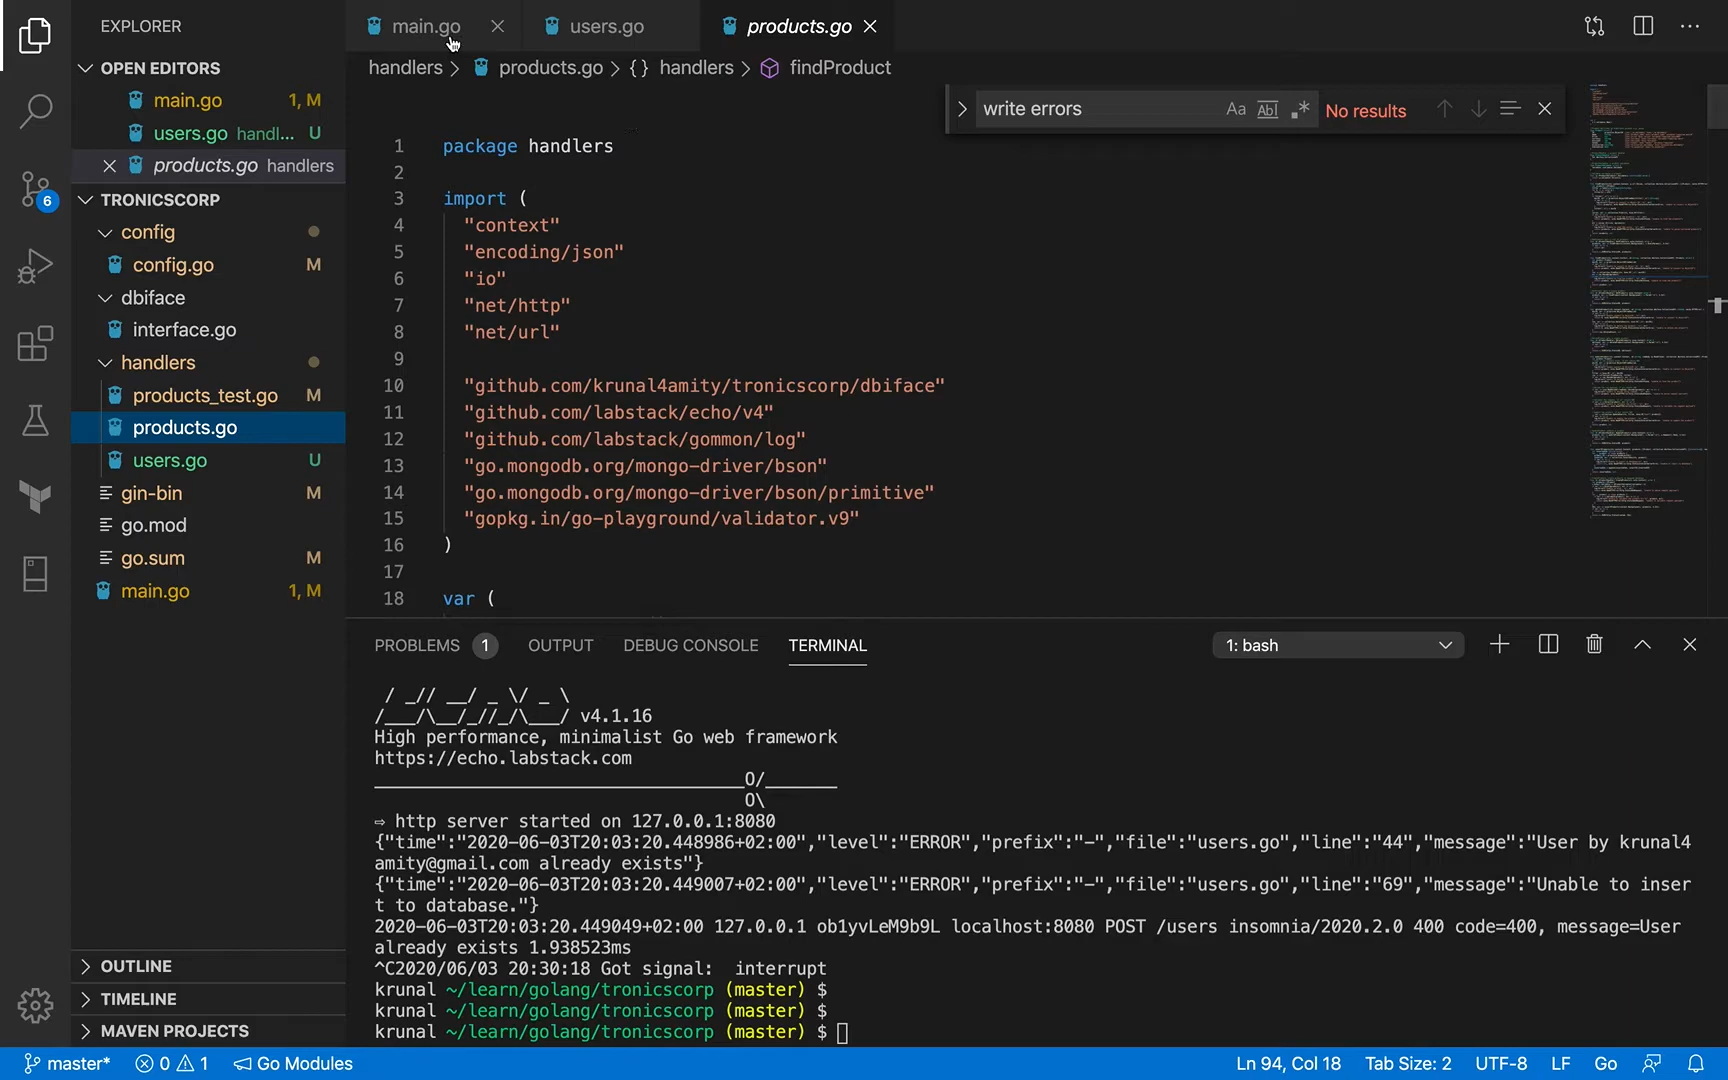 EXPLORER
OPEN EDITORS
main.go 1, M
users.go handl... U
products.go handlers
6
TRONICSCORP
config
config.go M
dbiface
interface.go
handlers
products_test.go M
products.go
users.go U
gin-bin M
go.mod
go.sum M
main.go 1, M
OUTLINE
TIMELINE
MAVEN PROJECTS
main.go users.go products.go
handlers > products.go > {} handlers > findProduct
write errors Aa Abl .* No results
1 package handlers
2
3 import (
4 "context"
5 "encoding/json"
6 "io"
7 "net/http"
8 "net/url"
9
10 "github.com/krunal4amity/tronicscorp/dbiface"
11 "github.com/labstack/echo/v4"
12 "github.com/labstack/gommon/log"
13 "go.mongodb.org/mongo-driver/bson"
14 "go.mongodb.org/mongo-driver/bson/primitive"
15 "gopkg.in/go-playground/validator.v9"
16 )
17
18 var (
PROBLEMS 1 OUTPUT DEBUG CONSOLE TERMINAL 1: bash
/ _// __/ _ \/ _ \
/___/\__/_//_/\___/ v4.1.16
High performance, minimalist Go web framework
https://echo.labstack.com
____________________________________O/_______
O\
⇨ http server started on 127.0.0.1:8080
{"time":"2020-06-03T20:03:20.448986+02:00","level":"ERROR","prefix":"-","file":"users.go","line":"44","message":"User by krunal4
amity@gmail.com already exists"}
{"time":"2020-06-03T20:03:20.449007+02:00","level":"ERROR","prefix":"-","file":"users.go","line":"69","message":"Unable to inser
t to database."}
2020-06-03T20:03:20.449049+02:00 127.0.0.1 ob1yvLeM9b9L localhost:8080 POST /users insomnia/2020.2.0 400 code=400, message=User
already exists 1.938523ms
^C2020/06/03 20:30:18 Got signal:  interrupt
krunal ~/learn/golang/tronicscorp (master) $
krunal ~/learn/golang/tronicscorp (master) $
krunal ~/learn/golang/tronicscorp (master) $
master* 0 1 Go Modules Ln 94, Col 18 Tab Size: 2 UTF-8 LF Go